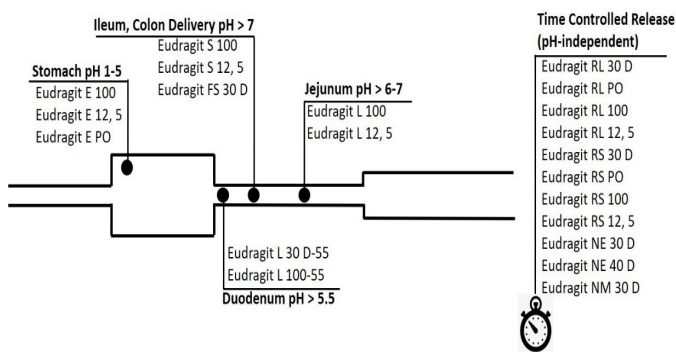 Ileum, Colon Delivery pH > 7
Eudragit S 100
Eudragit S 12, 5
Eudragit FS 30 D
Stomach pH 1-5
Eudragit E 100
Eudragit E 12, 5
Eudragit E PO
Jejunum pH > 6-7
Eudragit L 100
Eudragit L 12, 5
Eudragit L 30 D-55
Eudragit L 100-55
Duodenum pH > 5.5
Time Controlled Release
(pH-independent)
Eudragit RL 30 D
Eudragit RL PO
Eudragit RL 100
Eudragit RL 12, 5
Eudragit RS 30 D
Eudragit RS PO
Eudragit RS 100
Eudragit RS 12, 5
Eudragit NE 30 D
Eudragit NE 40 D
Eudragit NM 30 D